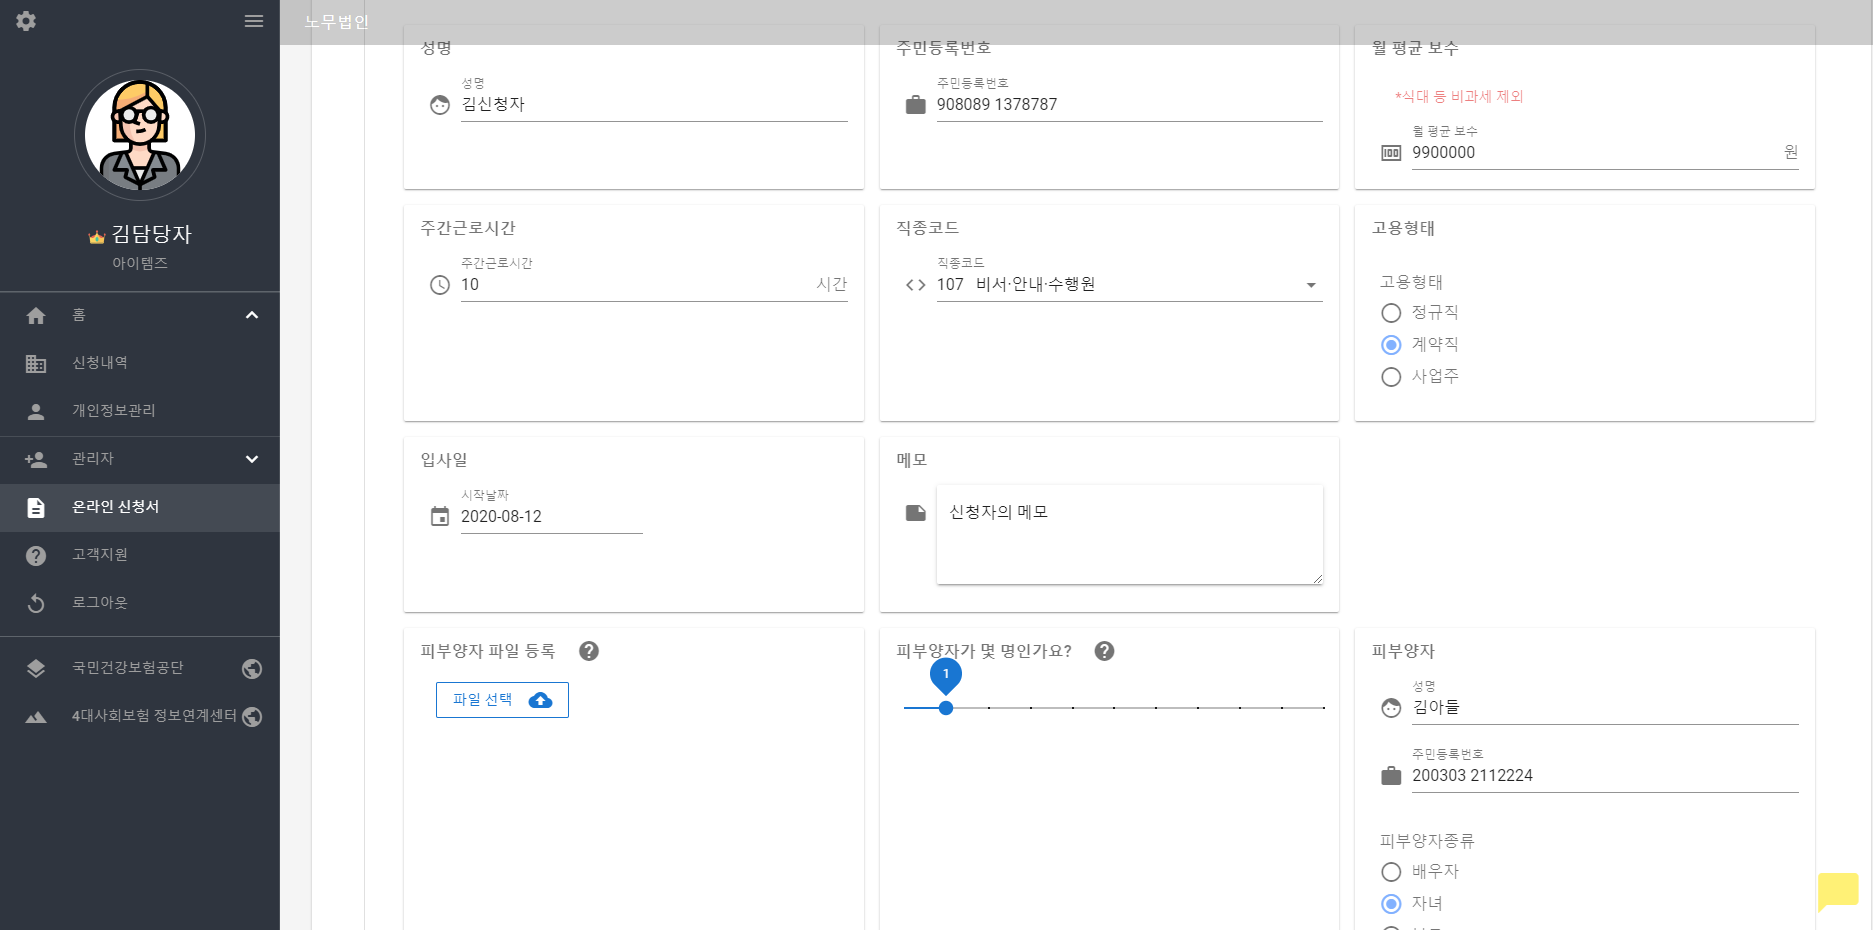 노무법인
김담당자
아이템즈
홈
신청내역
개인정보관리
관리자
온라인 신청서
고객지원
로그아웃
국민건강보험공단
4대사회보험 정보연계센터
성명
성명
김신청자
주민등록번호
주민등록번호
908089 1378787
월 평균 보수
*식대 등 비과세 제외
월 평균 보수
9900000 원
주간근로시간
주간근로시간
10 시간
직종코드
직종코드
107 비서·안내·수행원
고용형태
고용형태
정규직
계약직
사업주
입사일
시작날짜
2020-08-12
메모
신청자의 메모
피부양자 파일 등록
파일 선택
피부양자가 몇 명인가요?
1
피부양자
성명
김아들
주민등록번호
200303 2112224
피부양자종류
배우자
자녀